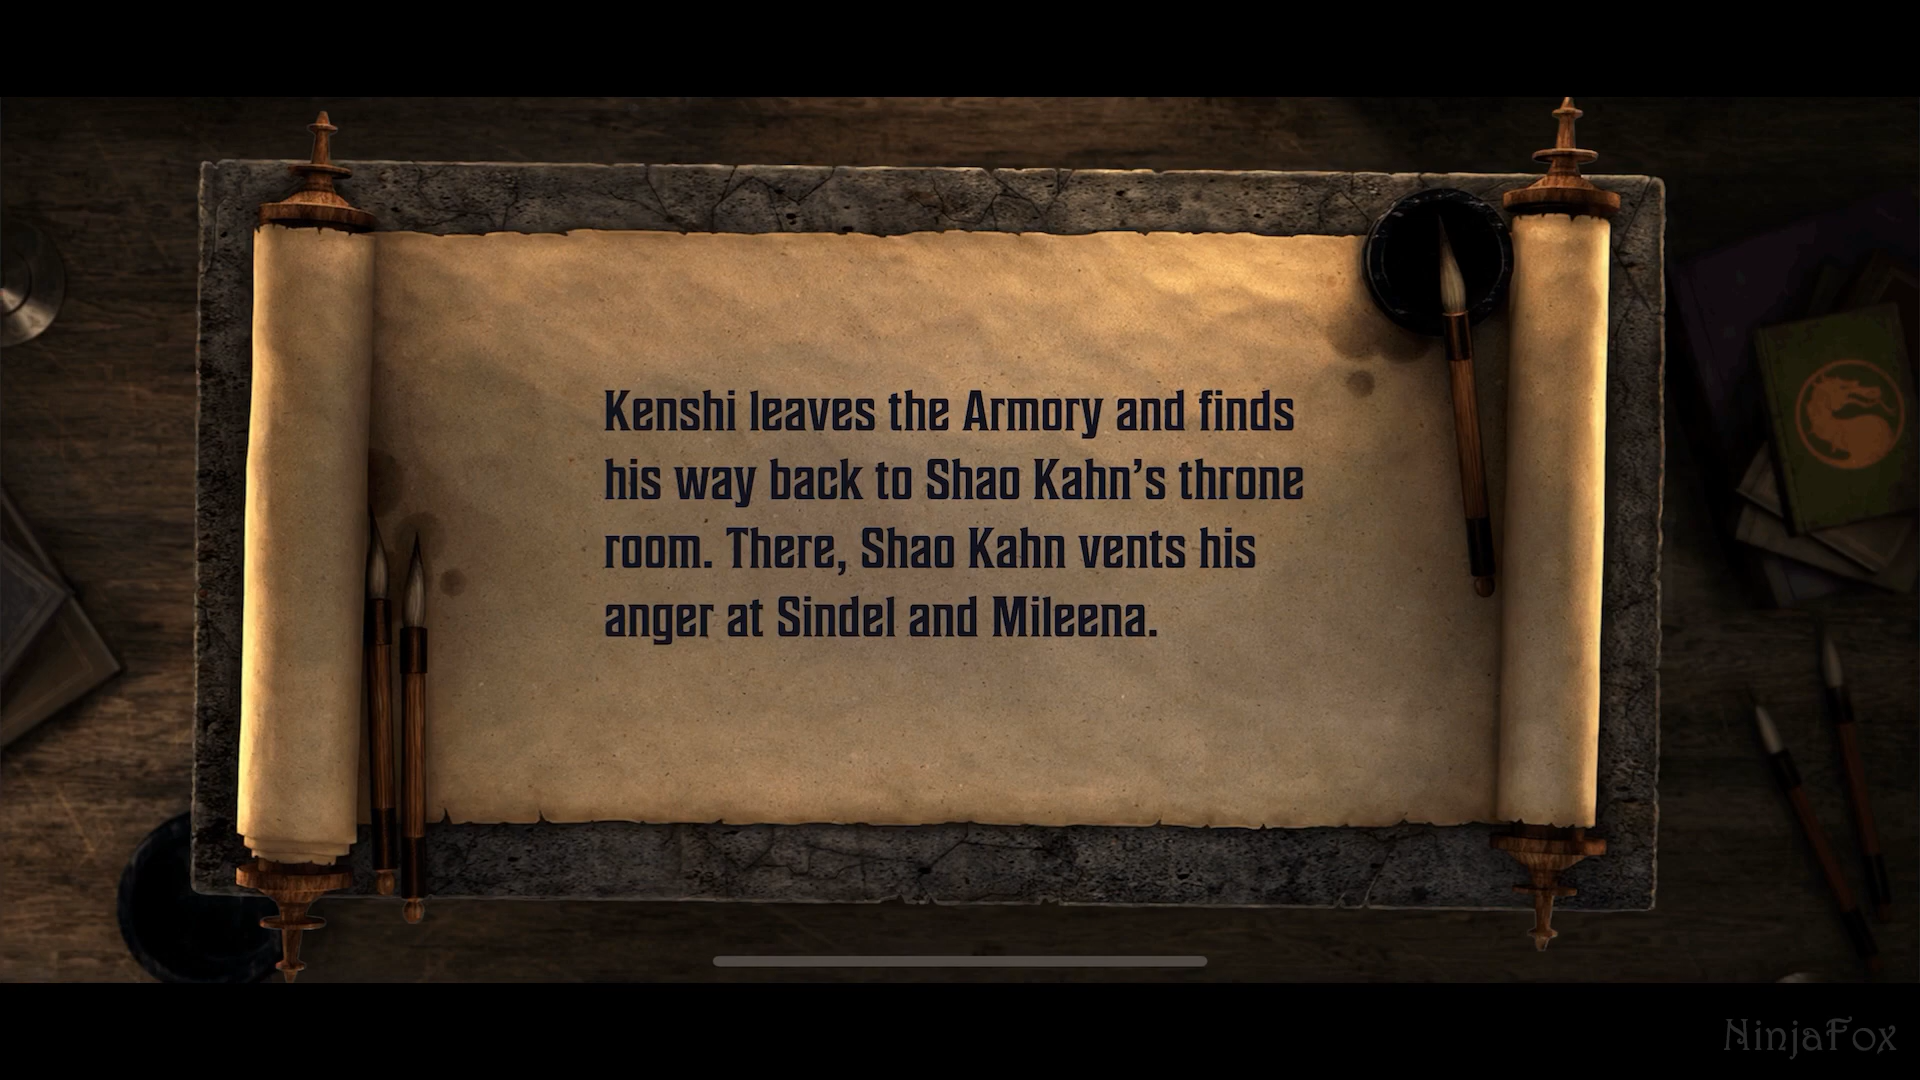 Kenshi leaves the Armory and finds
his way back to Shao Kahn’s throne
room. There, Shao Kahn vents his
anger at Sindel and Mileena.
NinjaFox